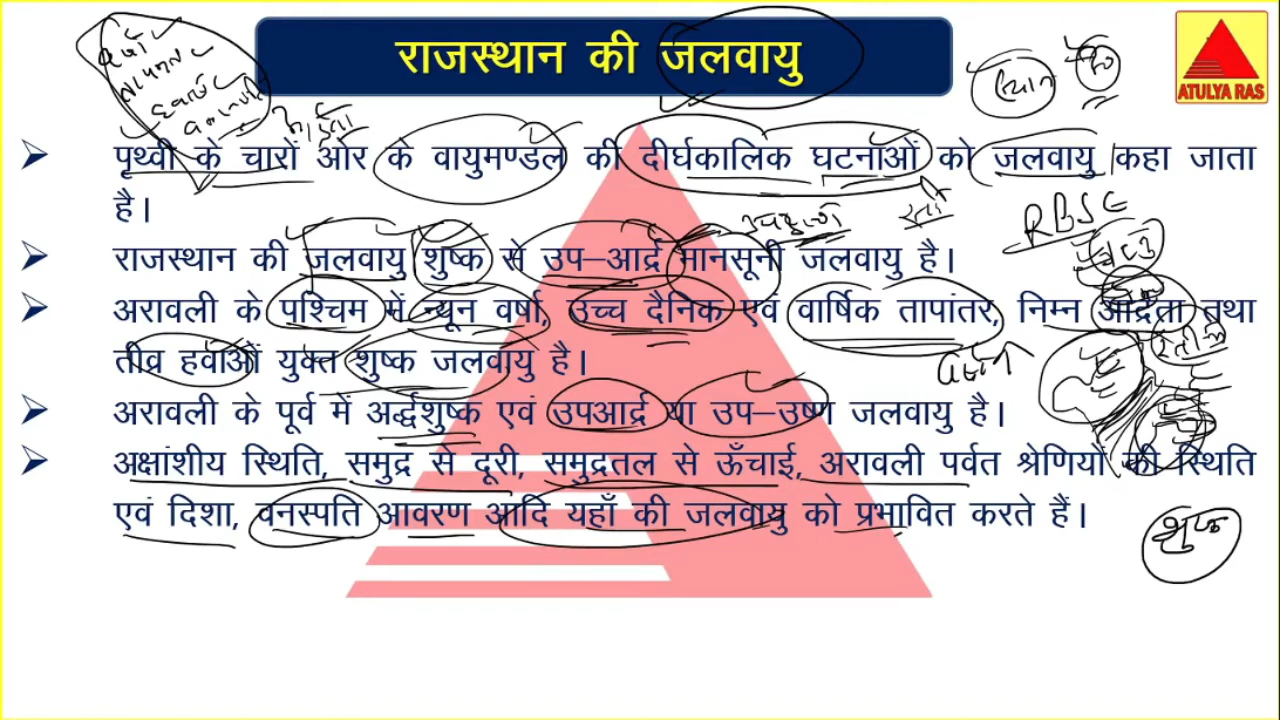 राजस्थान की जलवायु
ATULYA RAS
पृथ्वी के चारों ओर के वायुमण्डल की दीर्घकालिक घटनाओं को जलवायु कहा जाता
है।
RBSE
राजस्थान की जलवायु शुष्क से उप–आर्द्र मानसूनी जलवायु है।
अरावली के पश्चिम में न्यून वर्षा, उच्च दैनिक एवं वार्षिक तापांतर, निम्न आर्द्रता तथा
तीव्र हवाओं युक्त शुष्क जलवायु है।
अरावली के पूर्व में अर्द्धशुष्क एवं उपआर्द्र या उप–उष्ण जलवायु है।
अक्षांशीय स्थिति, समुद्र से दूरी, समुद्रतल से ऊँचाई, अरावली पर्वत श्रेणियों की स्थिति
एवं दिशा, वनस्पति आवरण आदि यहाँ की जलवायु को प्रभावित करते हैं।
शुष्क